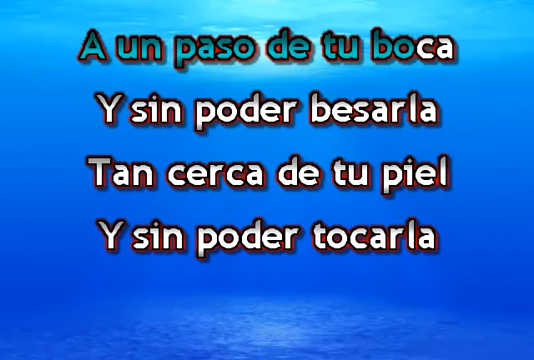 A un paso de tu boca
Y sin poder besarla
Tan cerca de tu piel
Y sin poder tocarla